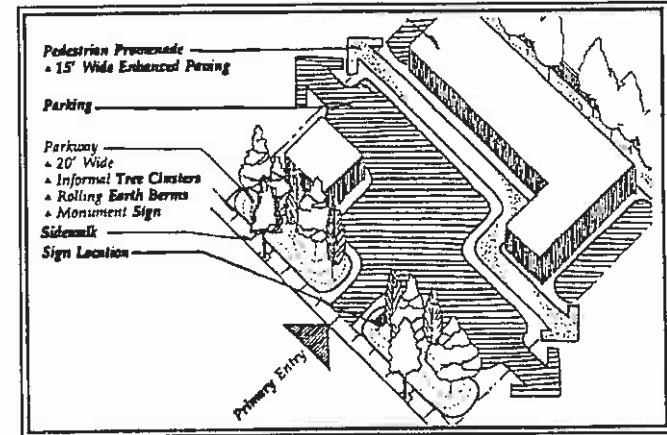 Pedestrian Promenade
▴ 15' Wide Enhanced Paving
Parking
Parkway
▴ 20' Wide
▴ Informal Tree Clusters
▴ Rolling Earth Berms
▴ Monument Sign
Sidewalk
Sign Location
Primary Entry